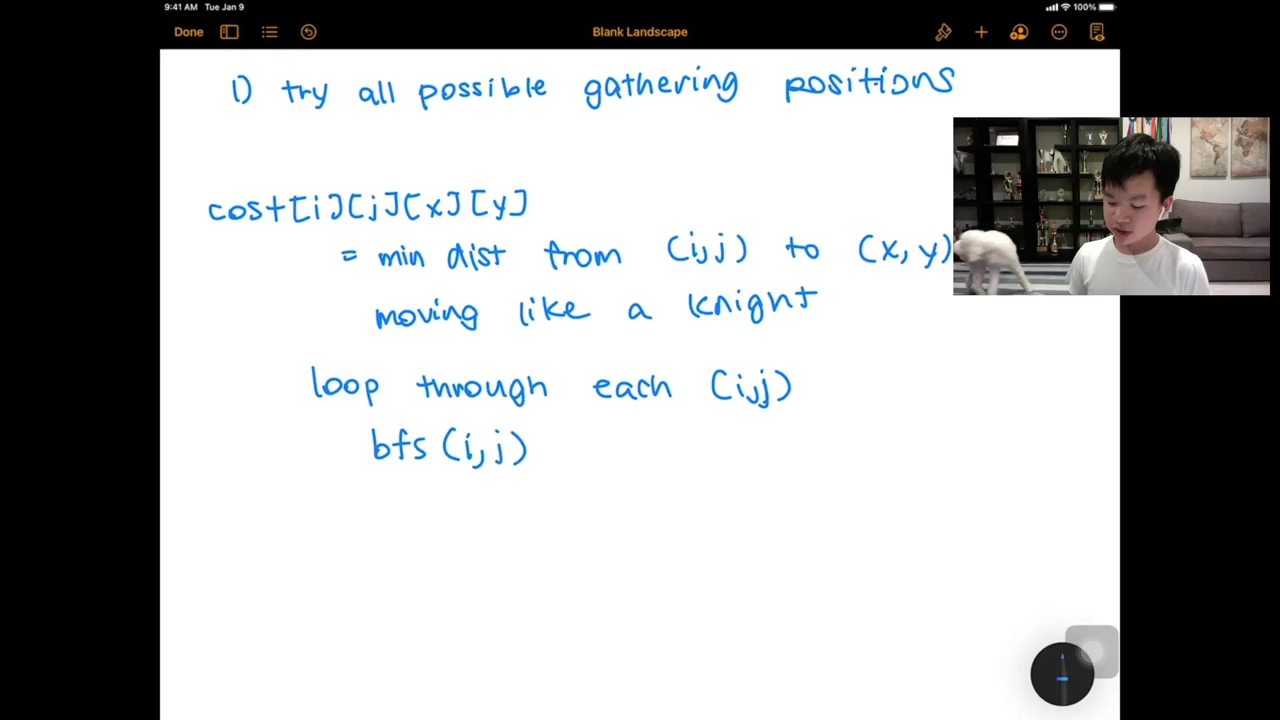 9:41 AM Tue Jan 9
100%
Done
Blank Landscape
1) try all possible gathering positions
cost[i][j][x][y]
= min dist from (i,j) to (x,y)
moving like a knight
loop through each (i,j)
bfs (i,j)